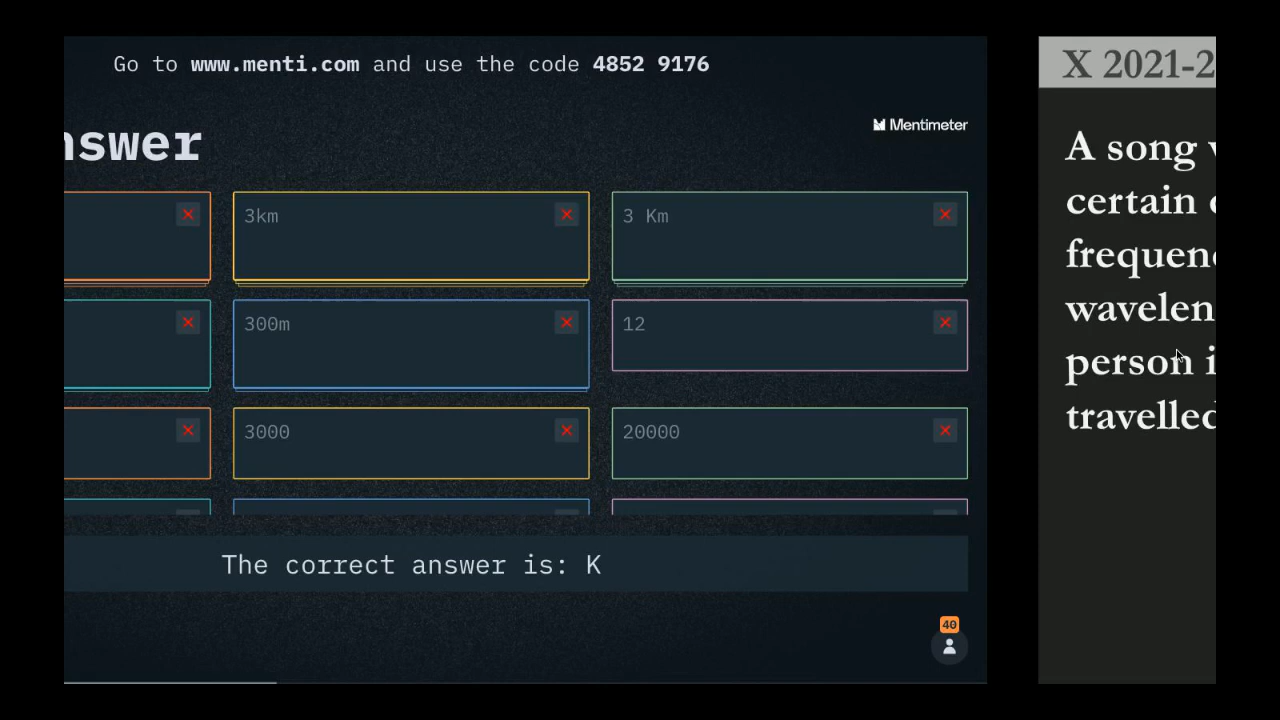 Go to www.menti.com and use the code 4852 9176
nswer
Mentimeter
3km
3 Km
300m
12
3000
20000
The correct answer is: K
40
X 2021-2
A song
certain
frequenc
wavelen
person i
travelled